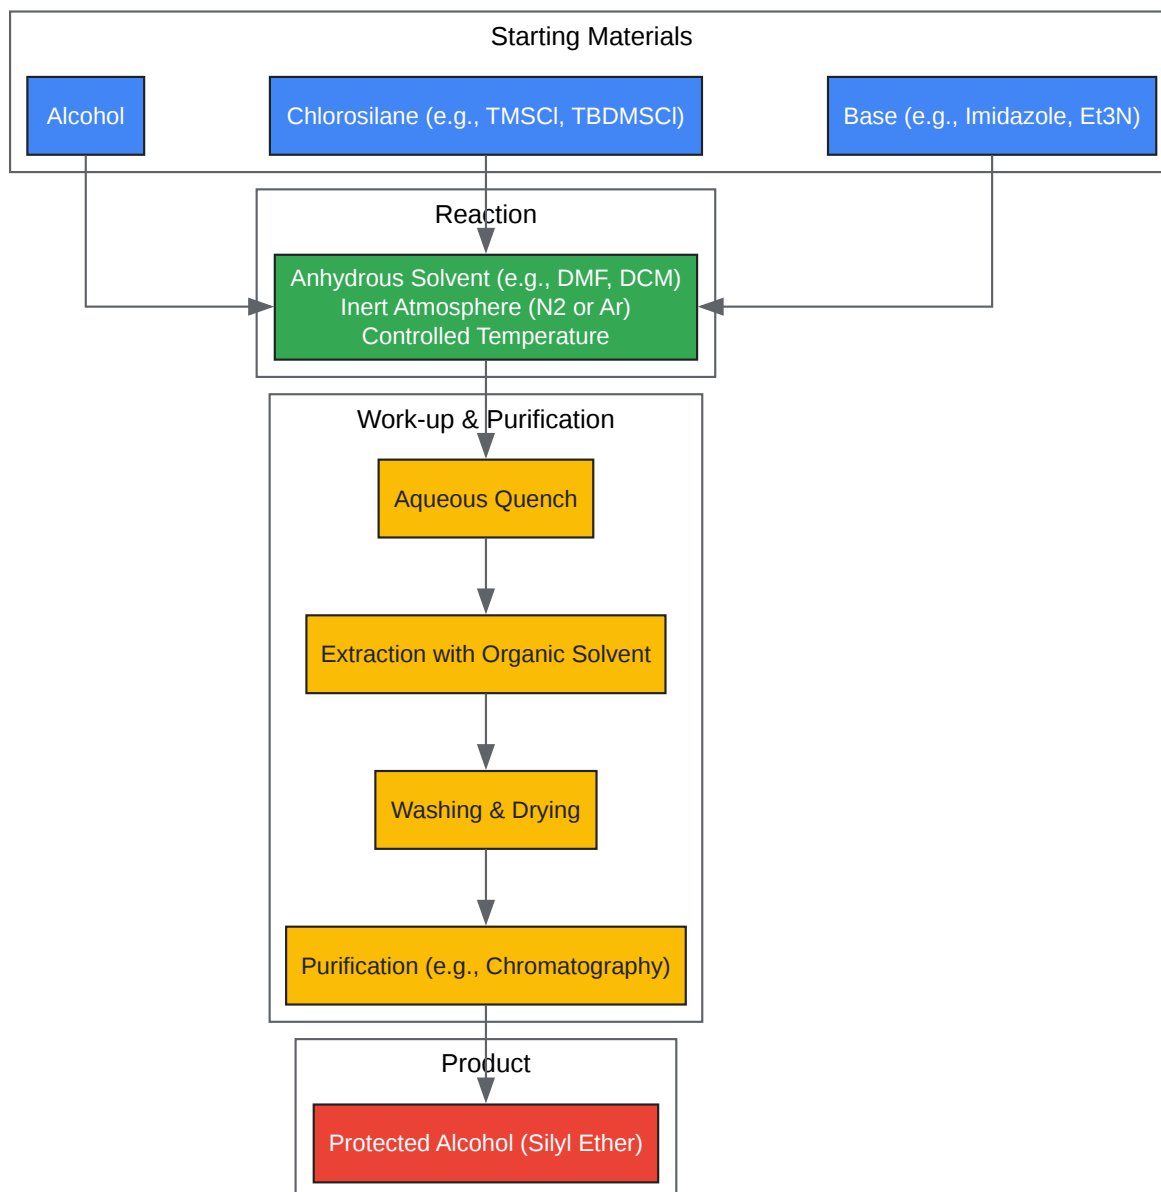 Starting Materials
Alcohol
Chlorosilane (e.g., TMSCl, TBDMSCl)
Base (e.g., Imidazole, Et3N)
Reaction
Anhydrous Solvent (e.g., DMF, DCM)
Inert Atmosphere (N2 or Ar)
Controlled Temperature
Work-up & Purification
Aqueous Quench
Extraction with Organic Solvent
Washing & Drying
Purification (e.g., Chromatography)
Product
Protected Alcohol (Silyl Ether)